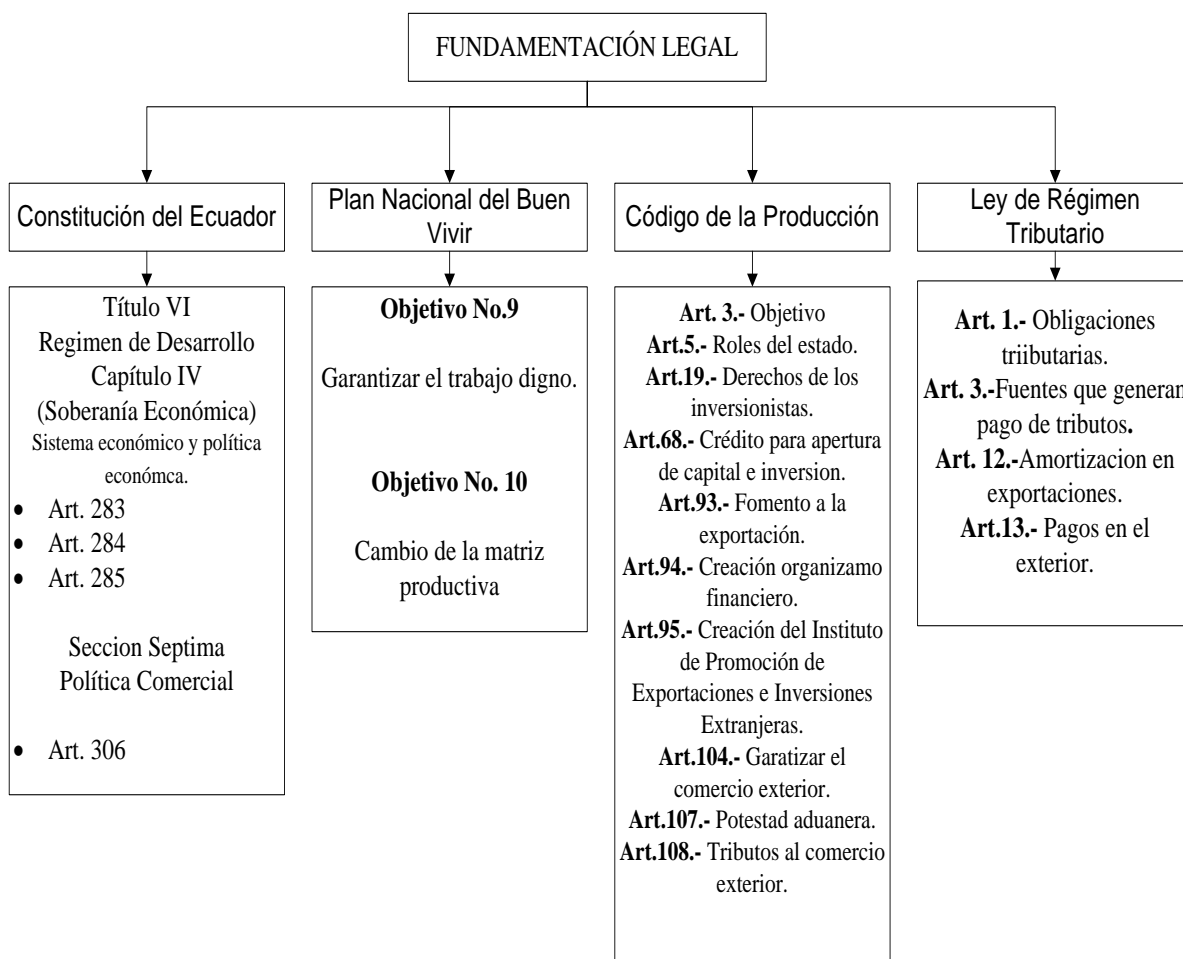 FUNDAMENTACIÓN LEGAL
Constitución del Ecuador
Título VI
Regimen de Desarrollo
Capítulo IV
(Soberanía Económica)
Sistema económico y política
económca.
• Art. 283
• Art. 284
• Art. 285
Seccion Septima
Política Comercial
• Art. 306
Plan Nacional del Buen
Vivir
Objetivo No.9
Garantizar el trabajo digno.
Objetivo No. 10
Cambio de la matriz
productiva
Código de la Producción
Art. 3.- Objetivo
Art.5.- Roles del estado.
Art.19.- Derechos de los
inversionistas.
Art.68.- Crédito para apertura
de capital e inversion.
Art.93.- Fomento a la
exportación.
Art.94.- Creación organizamo
financiero.
Art.95.- Creación del Instituto
de Promoción de
Exportaciones e Inversiones
Extranjeras.
Art.104.- Garatizar el
comercio exterior.
Art.107.- Potestad aduanera.
Art.108.- Tributos al comercio
exterior.
Ley de Régimen
Tributario
Art. 1.- Obligaciones
triibutarias.
Art. 3.-Fuentes que generan
pago de tributos.
Art. 12.-Amortizacion en
exportaciones.
Art.13.- Pagos en el
exterior.